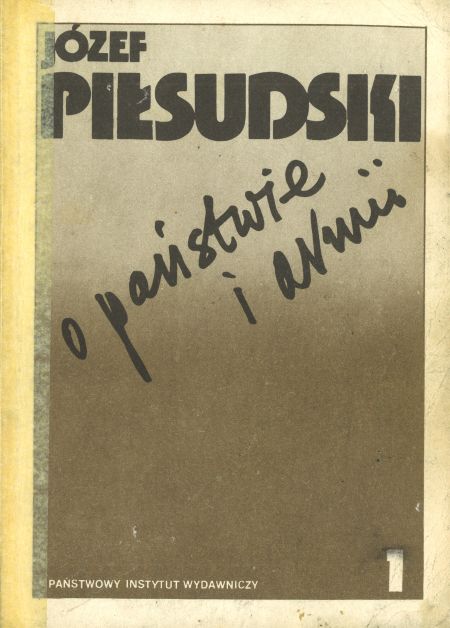 JÓZEF
PIŁSUDSKI
o państwie
i armii
PAŃSTWOWY INSTYTUT WYDAWNICZY
1